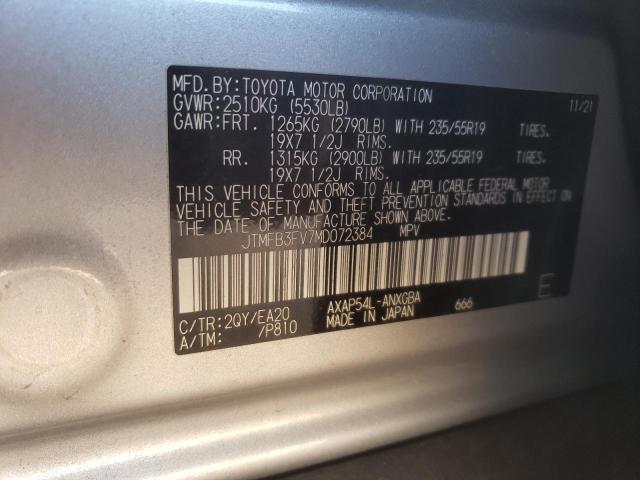 MFD. BY: TOYOTA MOTOR CORPORATION 11/21
GVWR: 2510KG (5530LB)
GAWR: FRT. 1265KG (2790LB) WITH 235/55R19 TIRES.
19X7 1/2J RIMS.
RR. 1315KG (2900LB) WITH 235/55R19 TIRES.
19X7 1/2J RIMS.
THIS VEHICLE CONFORMS TO ALL APPLICABLE FEDERAL MOTOR
VEHICLE SAFETY AND THEFT PREVENTION STANDARDS IN EFFECT ON
THE DATE OF MANUFACTURE SHOWN ABOVE.
JTMFB3FV7MD072384 MPV
C/TR: 2QY/EA20 AXAP54L-ANXGBA 666 E
A/TM: /P810 MADE IN JAPAN